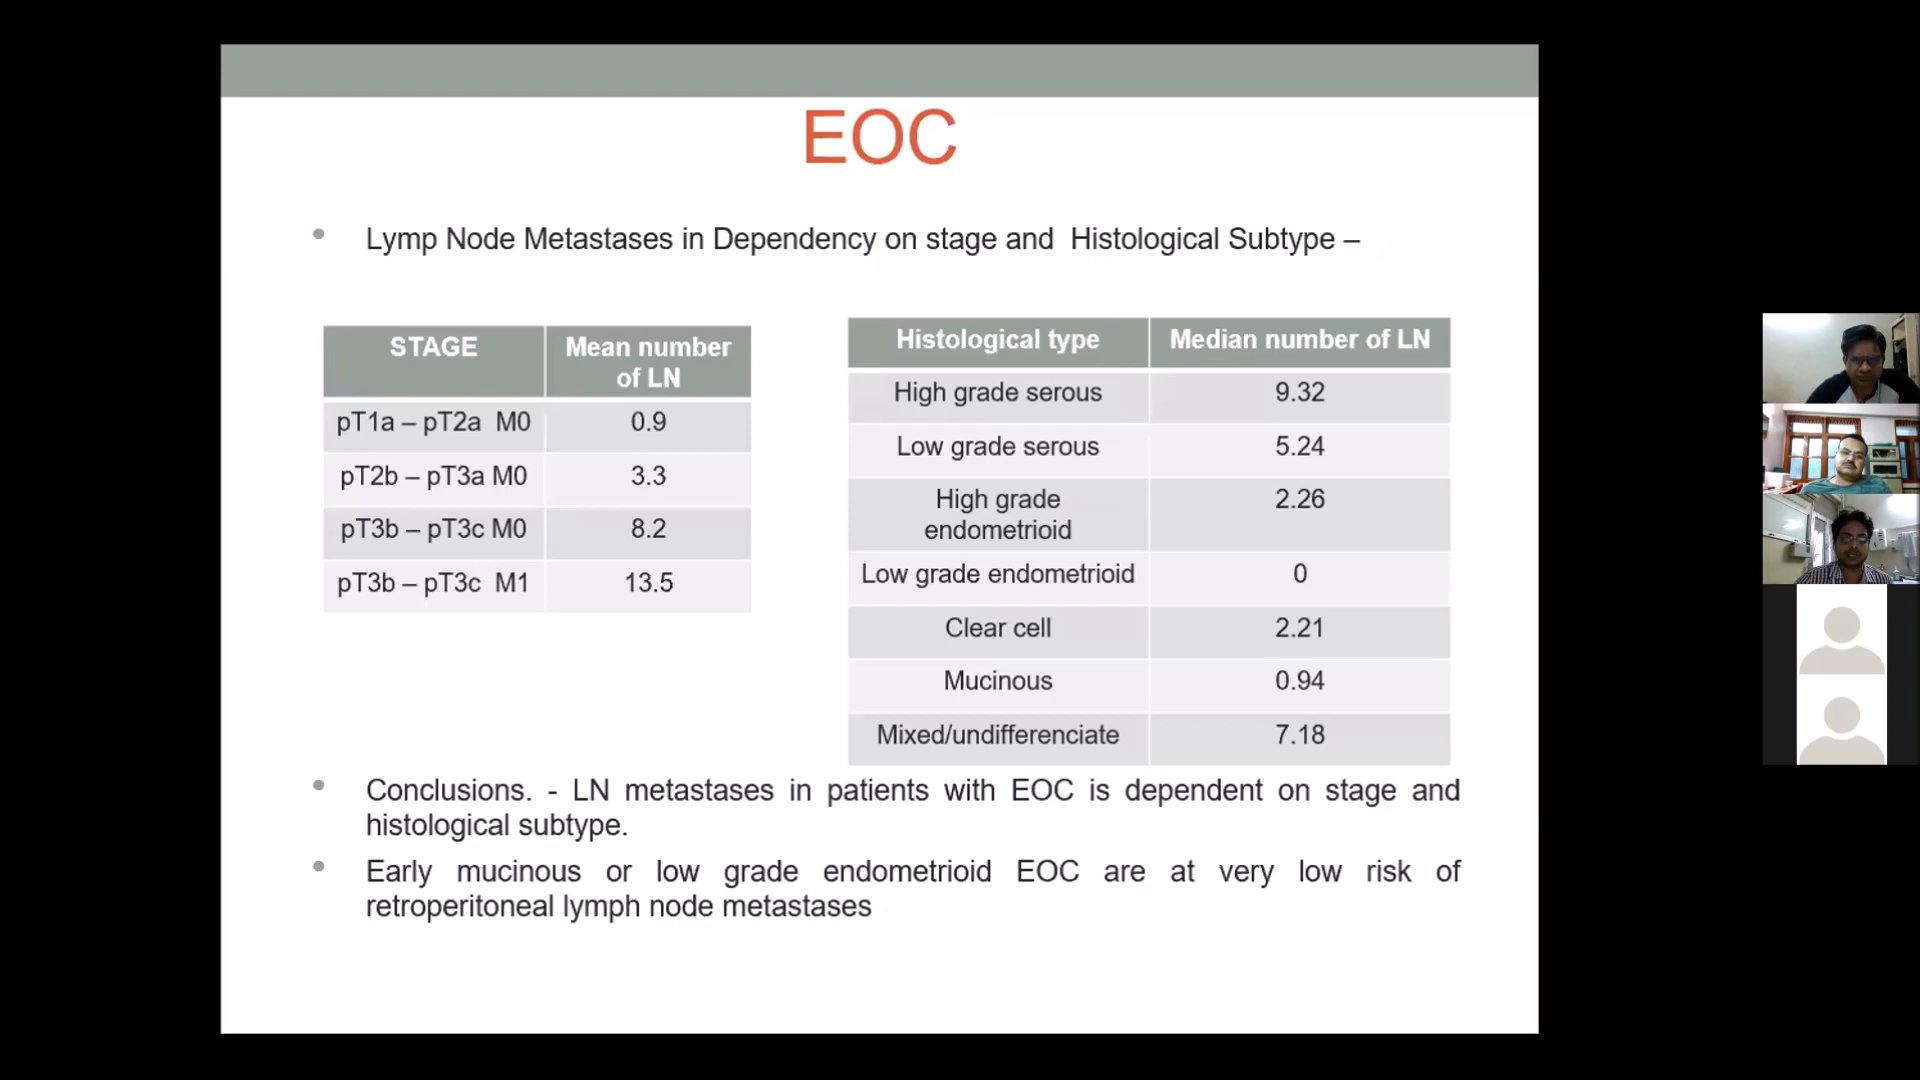 EOC
• Lymp Node Metastases in Dependency on stage and Histological Subtype –
STAGE Mean number
of LN
pT1a – pT2a M0 0.9
pT2b – pT3a M0 3.3
pT3b – pT3c M0 8.2
pT3b – pT3c M1 13.5
Histological type Median number of LN
High grade serous 9.32
Low grade serous 5.24
High grade 2.26
endometrioid
Low grade endometrioid 0
Clear cell 2.21
Mucinous 0.94
Mixed/undifferenciate 7.18
• Conclusions. - LN metastases in patients with EOC is dependent on stage and
histological subtype.
• Early mucinous or low grade endometrioid EOC are at very low risk of
retroperitoneal lymph node metastases